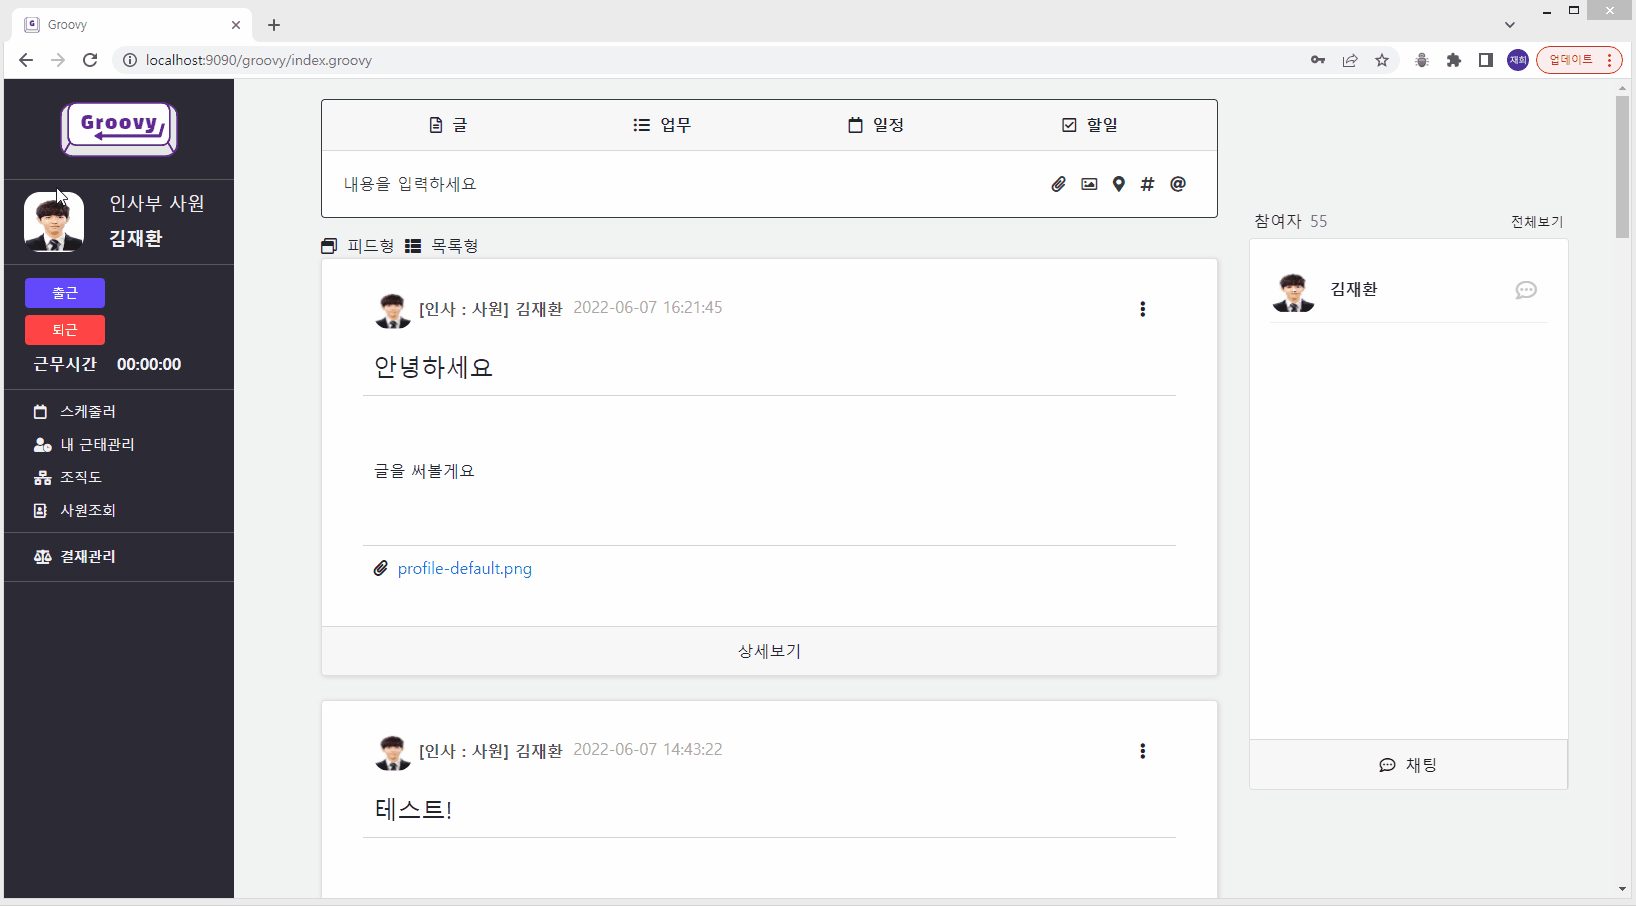 Groovy
localhost:9090/groovy/index.groovy
재희
업데이트
Groovy
인사부 사원
김재환
출근
퇴근
근무시간 00:00:00
스케줄러
내 근태관리
조직도
사원조회
결재관리
글 업무 일정 할일
내용을 입력하세요
피드형 목록형
[인사 : 사원] 김재환 2022-06-07 16:21:45
안녕하세요
글을 써볼게요
profile-default.png
상세보기
[인사 : 사원] 김재환 2022-06-07 14:43:22
테스트!
참여자 55 전체보기
김재환
채팅